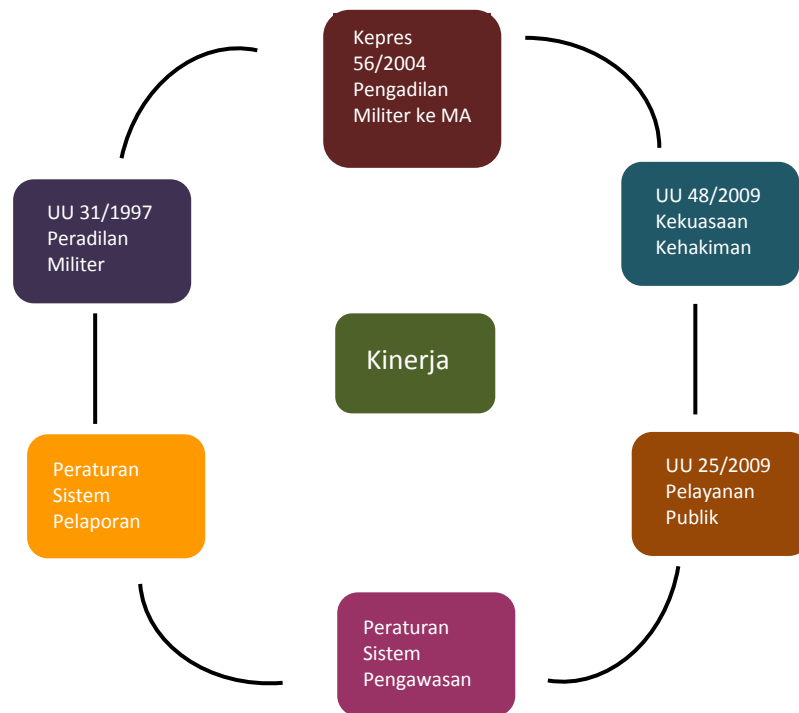 Kepres
56/2004
Pengadilan
Militer ke MA
UU 31/1997
Peradilan
Militer
UU 48/2009
Kekuasaan
Kehakiman
Kinerja
Peraturan
Sistem
Pelaporan
UU 25/2009
Pelayanan
Publik
Peraturan
Sistem
Pengawasan